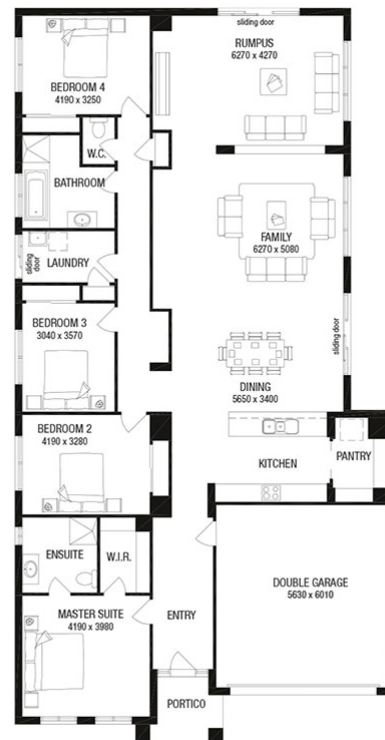 sliding door
RUMPUS
6270 x 4270
BEDROOM 4
4190 x 3250
W.C.
BATHROOM
FAMILY
6270 x 5080
sliding
door
LAUNDRY
BEDROOM 3
3040 x 3570
sliding door
DINING
5650 x 3400
BEDROOM 2
4190 x 3280
KITCHEN
PANTRY
ENSUITE
W.I.R.
DOUBLE GARAGE
5630 x 6010
MASTER SUITE
4190 x 3980
ENTRY
PORTICO